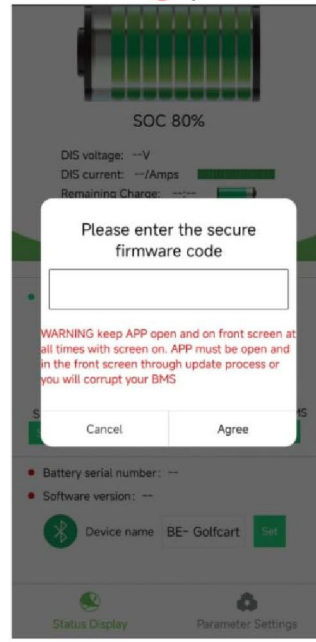 SOC 80%
DIS voltage: --V
DIS current: --/Amps
Remaining Charge: --:--
Please enter the secure
firmware code
WARNING keep APP open and on front screen at
all times with screen on. APP must be open and
in the front screen through update process or
you will corrupt your BMS
Cancel Agree
Battery serial number: --
Software version: --
Device name BE- Golfcart Set
Status Display Parameter Settings